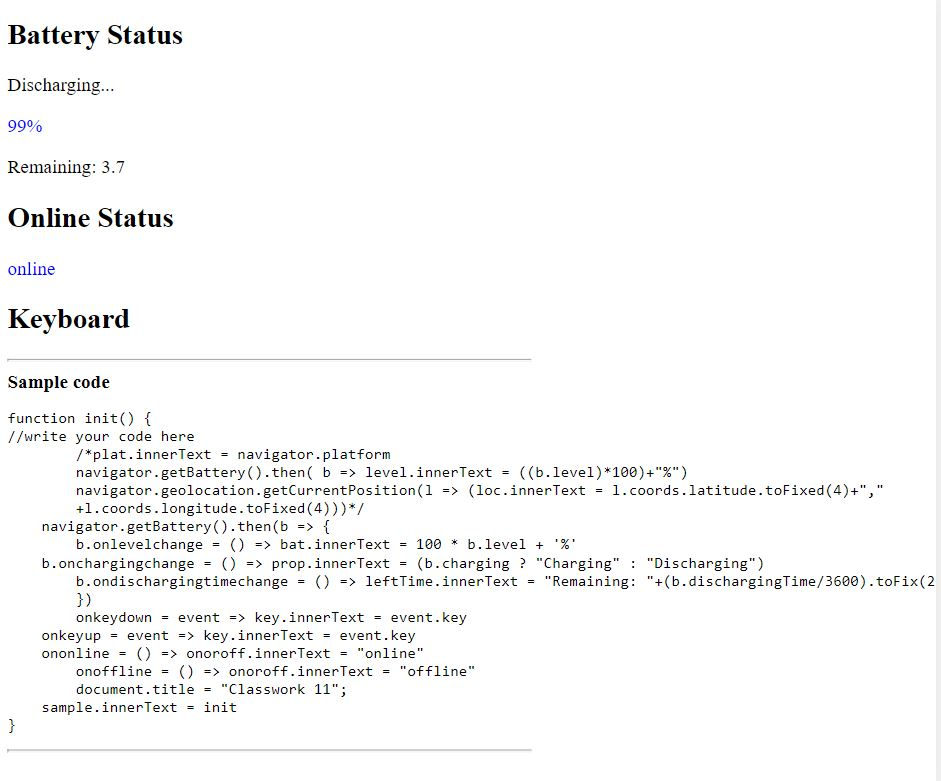 Battery Status
Discharging...
99%
Remaining: 3.7
Online Status
online
Keyboard
Sample code
function init() {
//write your code here
/*plat.innerText = navigator.platform
navigator.getBattery().then( b => level.innerText = ((b.level)*100)+"%")
navigator.geolocation.getCurrentPosition(l => (loc.innerText = l.coords.latitude.toFixed(4)+","
+l.coords.longitude.toFixed(4)))*/
navigator.getBattery().then(b => {
b.onlevelchange = () => bat.innerText = 100 * b.level + '%'
b.onchargingchange = () => prop.innerText = (b.charging ? "Charging" : "Discharging")
b.ondischargingtimechange = () => leftTime.innerText = "Remaining: "+(b.dischargingTime/3600).toFix(2
})
onkeydown = event => key.innerText = event.key
onkeyup = event => key.innerText = event.key
ononline = () => onoroff.innerText = "online"
onoffline = () => onoroff.innerText = "offline"
document.title = "Classwork 11";
sample.innerText = init
}